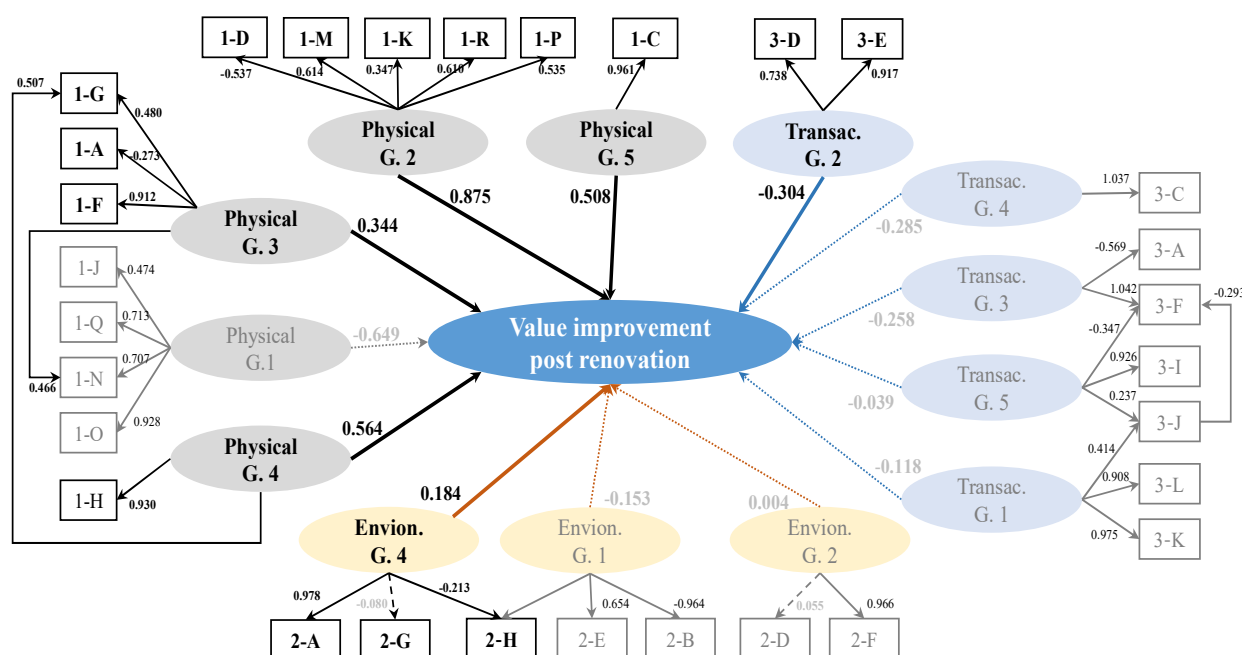 1-D
1-M
1-K
1-R
1-P
1-C
3-D
3-E
-0.537
0.614
0.347
0.610
0.535
0.961
0.738
0.917
0.507
1-G
0.480
1-A
-0.273
1-F
0.912
Physical
G. 2
Physical
G. 5
Transac.
G. 2
Physical
G. 3
0.344
0.875
0.508
-0.304
Transac.
G. 4
1.037
3-C
-0.285
1-J
0.474
1-Q
0.713
1-N
0.707
0.466
1-O
0.928
Physical
G.1
-0.649
Value improvement
post renovation
Transac.
G. 3
-0.258
-0.569
3-A
1.042
3-F
-0.293
-0.347
Transac.
G. 5
-0.039
0.926
3-I
0.237
3-J
0.414
Physical
G. 4
0.564
1-H
0.930
-0.118
Transac.
G. 1
0.908
3-L
0.975
3-K
0.184
-0.153
0.004
Envion.
G. 4
Envion.
G. 1
Envion.
G. 2
0.978
-0.080
-0.213
0.654
-0.964
0.055
0.966
2-A
2-G
2-H
2-E
2-B
2-D
2-F